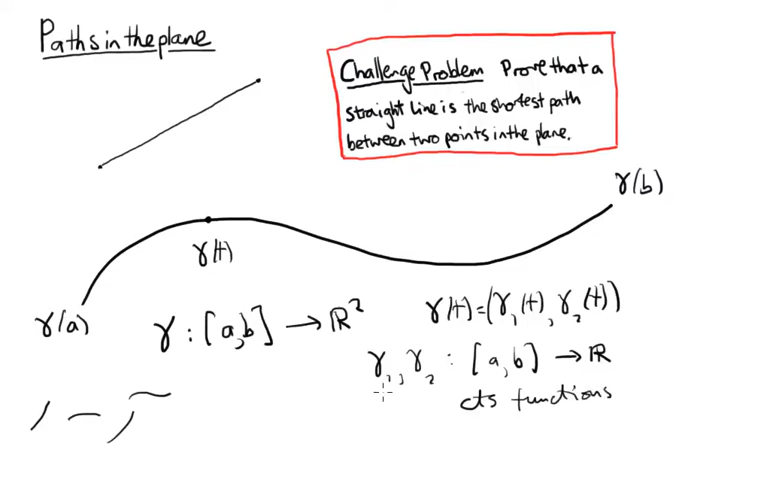 Paths in the plane
Challenge Problem Prove that a
straight line is the shortest path
between two points in the plane.
γ(b)
γ(t)
γ(a)
γ : [a,b] → ℝ²
γ(t)=(γ₁(t), γ₂(t))
γ₁, γ₂ : [a,b] → ℝ
cts functions